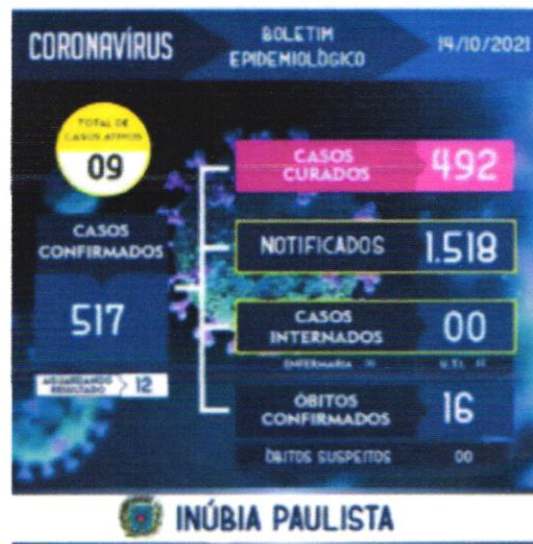 CORONAVÍRUS
BOLETIM
EPIDEMIOLÓGICO
14/10/2021
TOTAL DE
CASOS ATIVOS
09
CASOS
CONFIRMADOS
517
AGUARDANDO
RESULTADO
12
CASOS
CURADOS
492
NOTIFICADOS
1.518
CASOS
INTERNADOS
00
ENFERMARIA
U.T.I.
ÓBITOS
CONFIRMADOS
16
ÓBITOS SUSPEITOS
00
INÚBIA PAULISTA